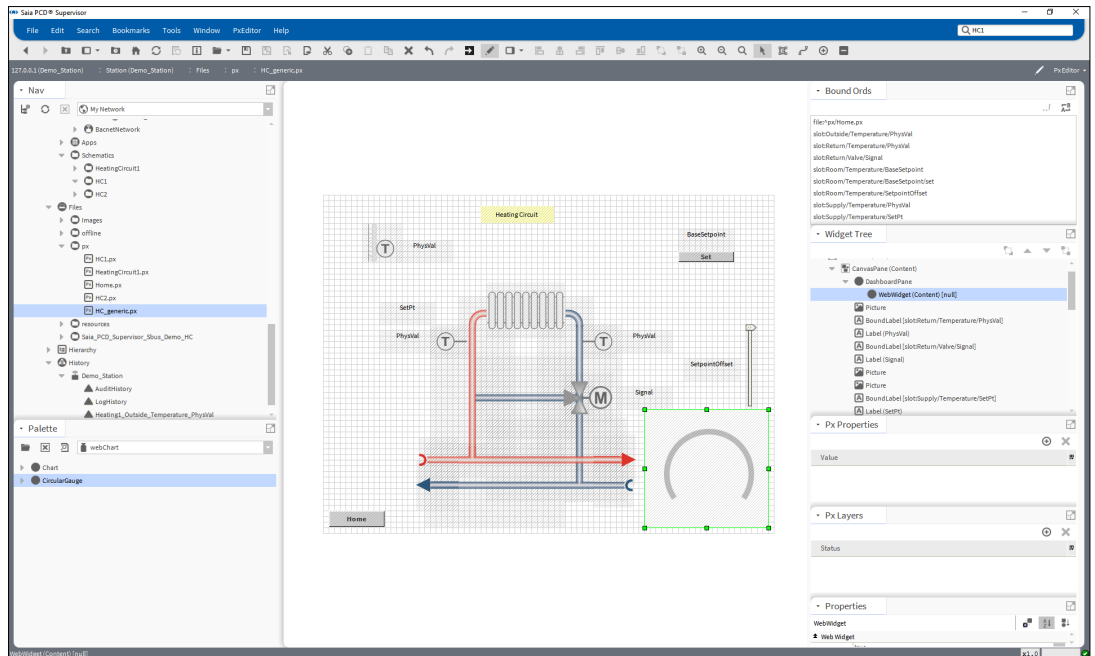 Saia PCD® Supervisor
File Edit Search Bookmarks Tools Window PxEditor Help
HC1
127.0.0.1 (Demo_Station) : Station (Demo_Station) : Files : px : HC_generic.px
PxEditor
Nav
My Network
BacnetNetwork
Apps
Schematics
HeatingCircuit1
HC1
HC2
Files
Images
offline
px
HC1.px
HeatingCircuit1.px
Home.px
HC2.px
HC_generic.px
resources
Saia_PCD_Supervisor_Sbus_Demo_HC
Hierarchy
History
Demo_Station
AuditHistory
LogHistory
Heating1_Outside_Temperature_PhysVal
Palette
webChart
Chart
CircularGauge
Heating Circuit
T
PhysVal
BaseSetpoint
Set
SetPt
PhysVal
T
T
PhysVal
SetpointOffset
M
Signal
Home
Bound Ords
file:^px/Home.px
slot:Outside/Temperature/PhysVal
slot:Return/Temperature/PhysVal
slot:Return/Valve/Signal
slot:Room/Temperature/BaseSetpoint
slot:Room/Temperature/BaseSetpoint/set
slot:Room/Temperature/SetpointOffset
slot:Supply/Temperature/PhysVal
slot:Supply/Temperature/SetPt
Widget Tree
CanvasPane (Content)
DashboardPane
WebWidget (Content) [null]
Picture
BoundLabel [slot:Return/Temperature/PhysVal]
Label (PhysVal)
BoundLabel [slot:Return/Valve/Signal]
Label (Signal)
Picture
Picture
BoundLabel [slot:Supply/Temperature/SetPt]
Label (SetPt)
Px Properties
Value
Px Layers
Status
Properties
WebWidget
Web Widget
WebWidget (Content) [null]
x1.0